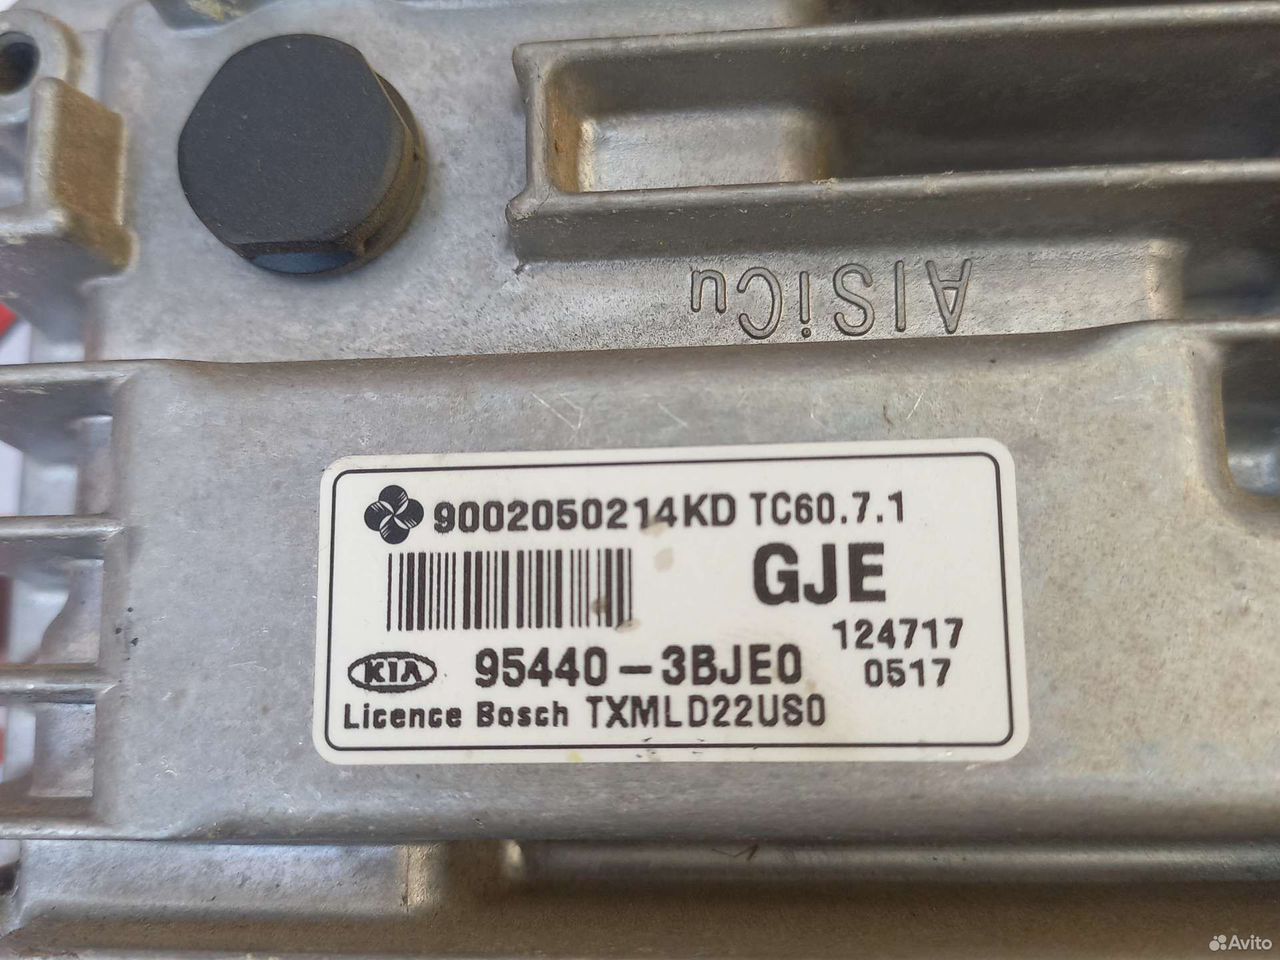 AlSiCu
9002050214KD TC60.7.1
GJE
124717
KIA 95440-3BJE0 0517
Licence Bosch TXMLD22US0
Avito